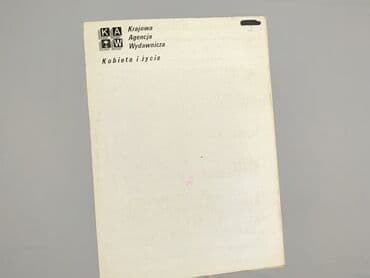 KA
W
Krajowa
Agencja
Wydawnicza
Kobieta i życie